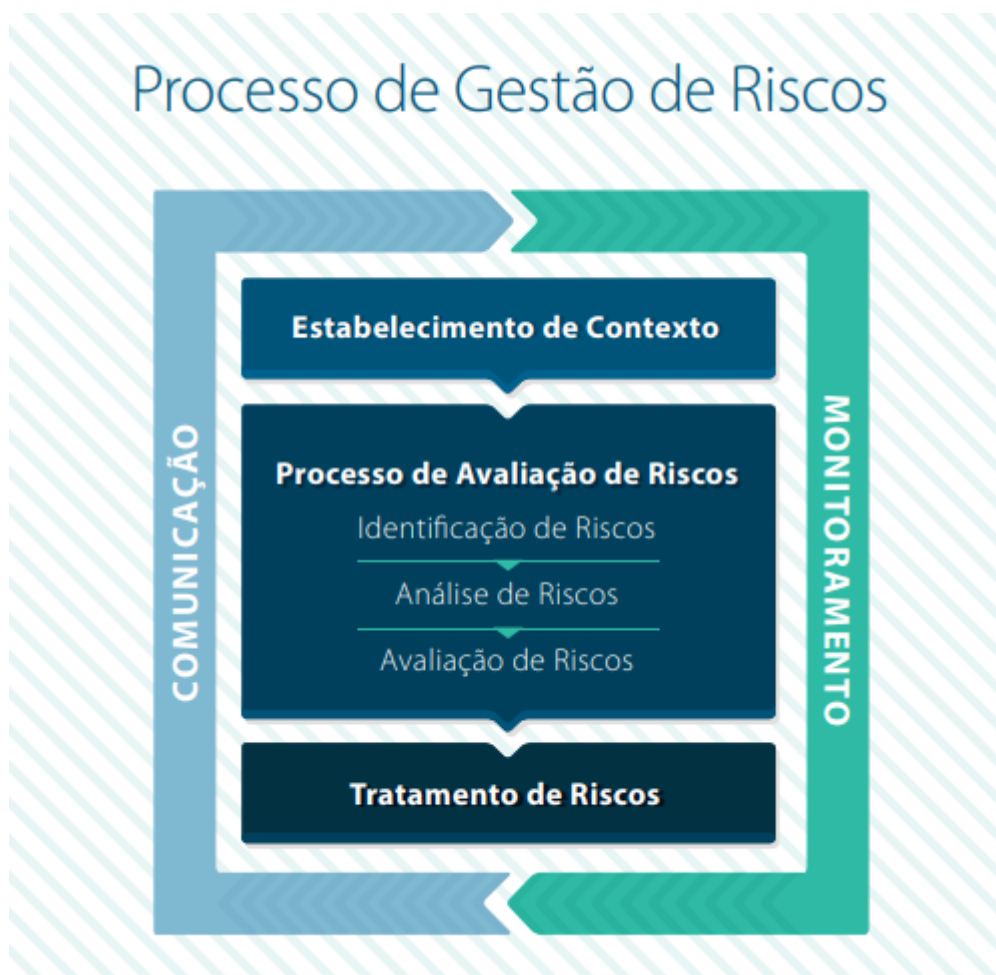 Processo de Gestão de Riscos
Estabelecimento de Contexto
COMUNICAÇÃO
Processo de Avaliação de Riscos
Identificação de Riscos
Análise de Riscos
Avaliação de Riscos
MONITORAMENTO
Tratamento de Riscos